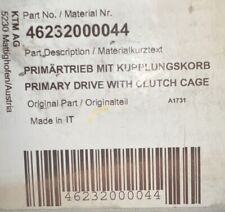 KTM AG
5230 Mattighofen/Austria
Part No. / Material Nr.
46232000044
Part Description / Materialkurztext
PRIMÄRTRIEB MIT KUPPLUNGSKORB
PRIMARY DRIVE WITH CLUTCH CAGE
Original Part / Originalteil
A1731
Made in IT
46232000044